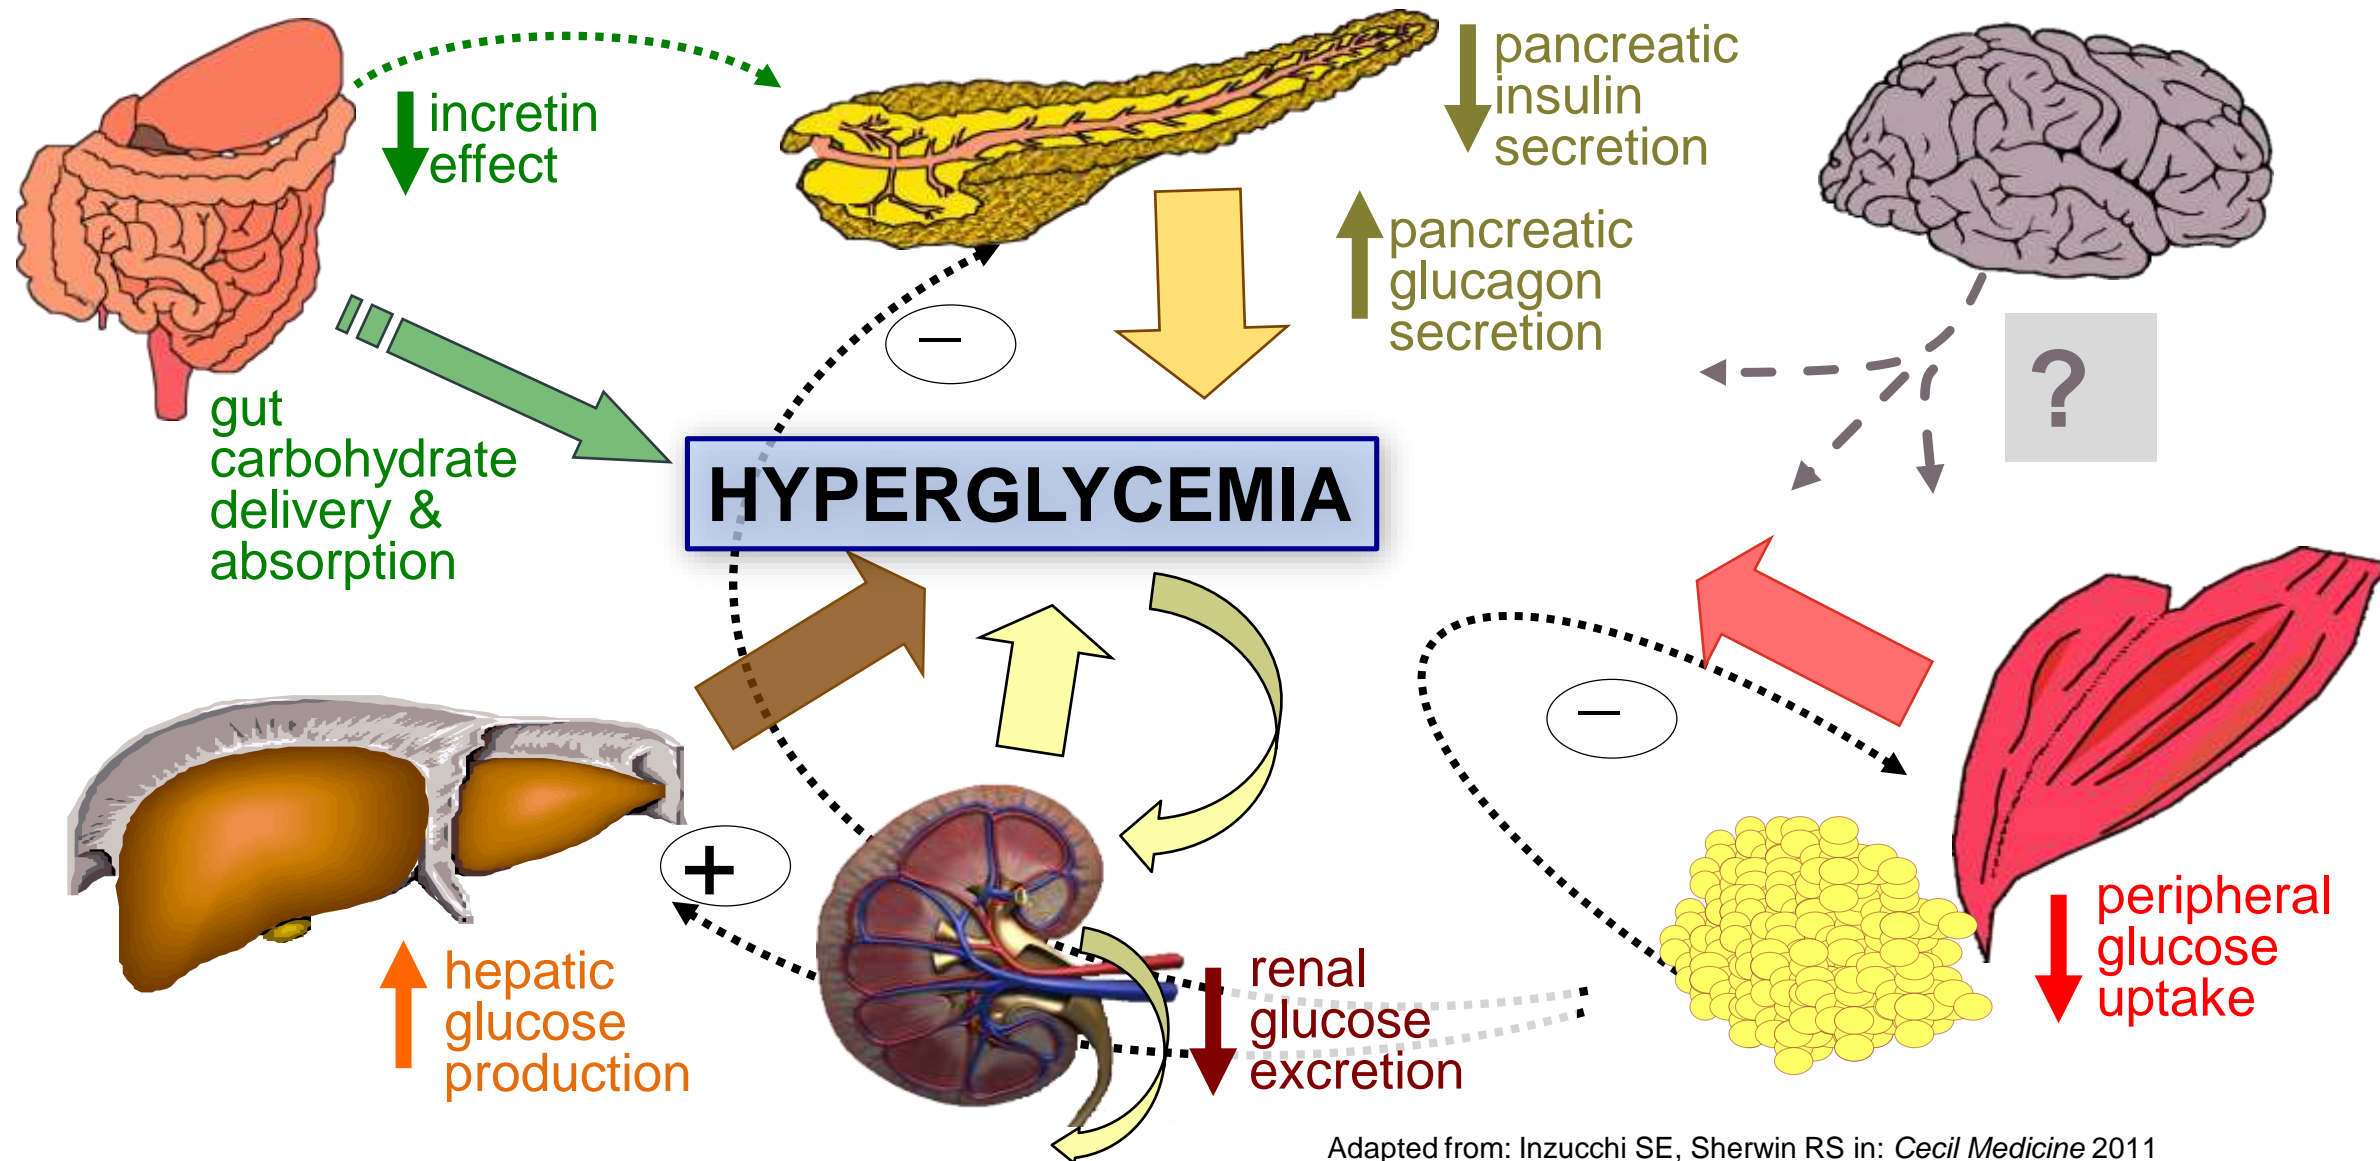 incretin
effect
pancreatic
insulin
secretion
pancreatic
glucagon
secretion
?
–
gut
carbohydrate
delivery &
absorption
HYPERGLYCEMIA
–
+
hepatic
glucose
production
renal
glucose
excretion
peripheral
glucose
uptake
Adapted from: Inzucchi SE, Sherwin RS in: Cecil Medicine 2011